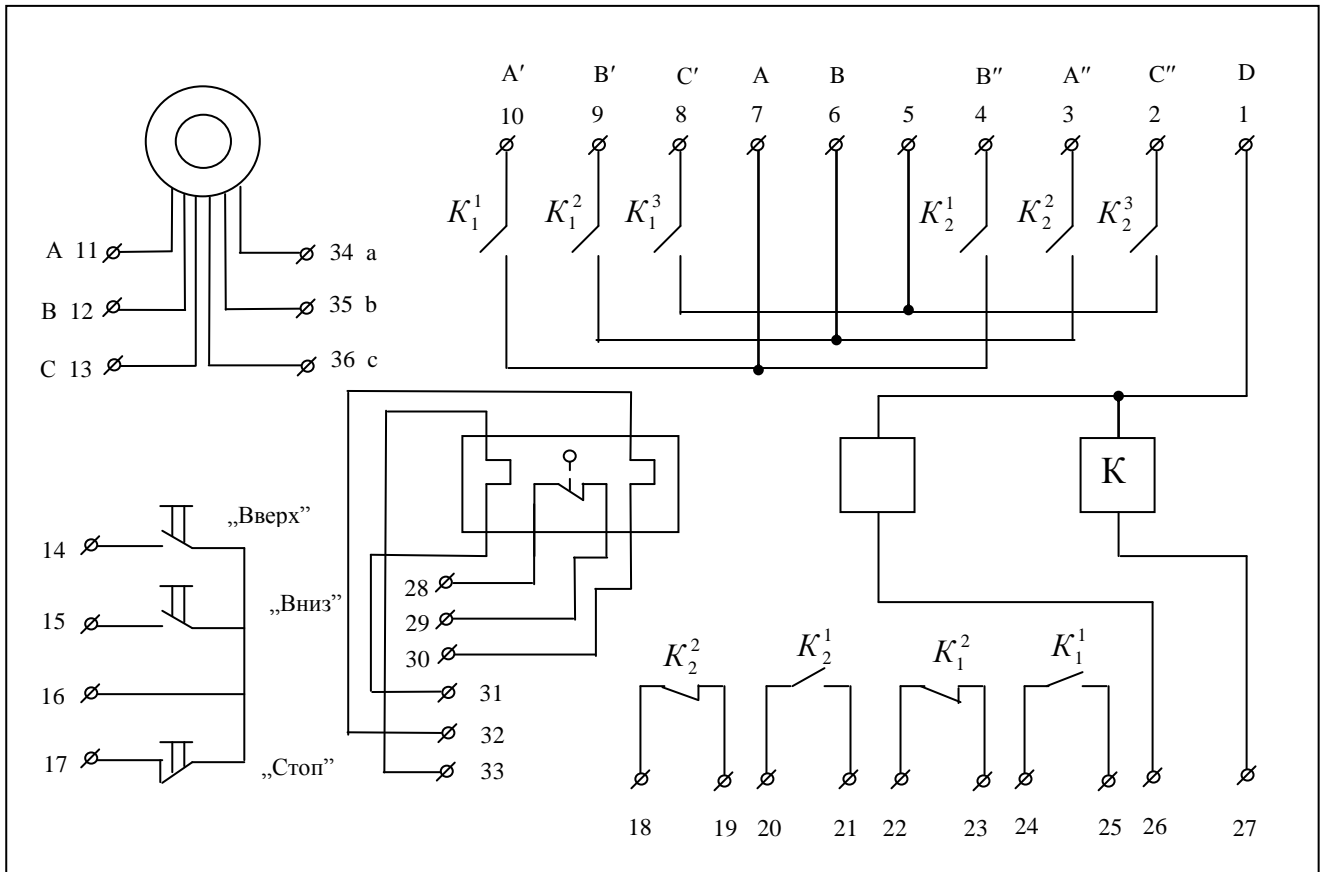 A′ B′ C′ A B B″ A″ C″ D
10 9 8 7 6 5 4 3 2 1
K₁¹ K₁² K₁³ K₂¹ K₂² K₂³
A 11
34 a
B 12
35 b
C 13
36 c
К
14
„Вверх”
15
„Вниз”
16
17
„Стоп”
28
29
30
31
32
33
K₂² K₂¹ K₁² K₁¹
18 19 20 21 22 23 24 25 26 27